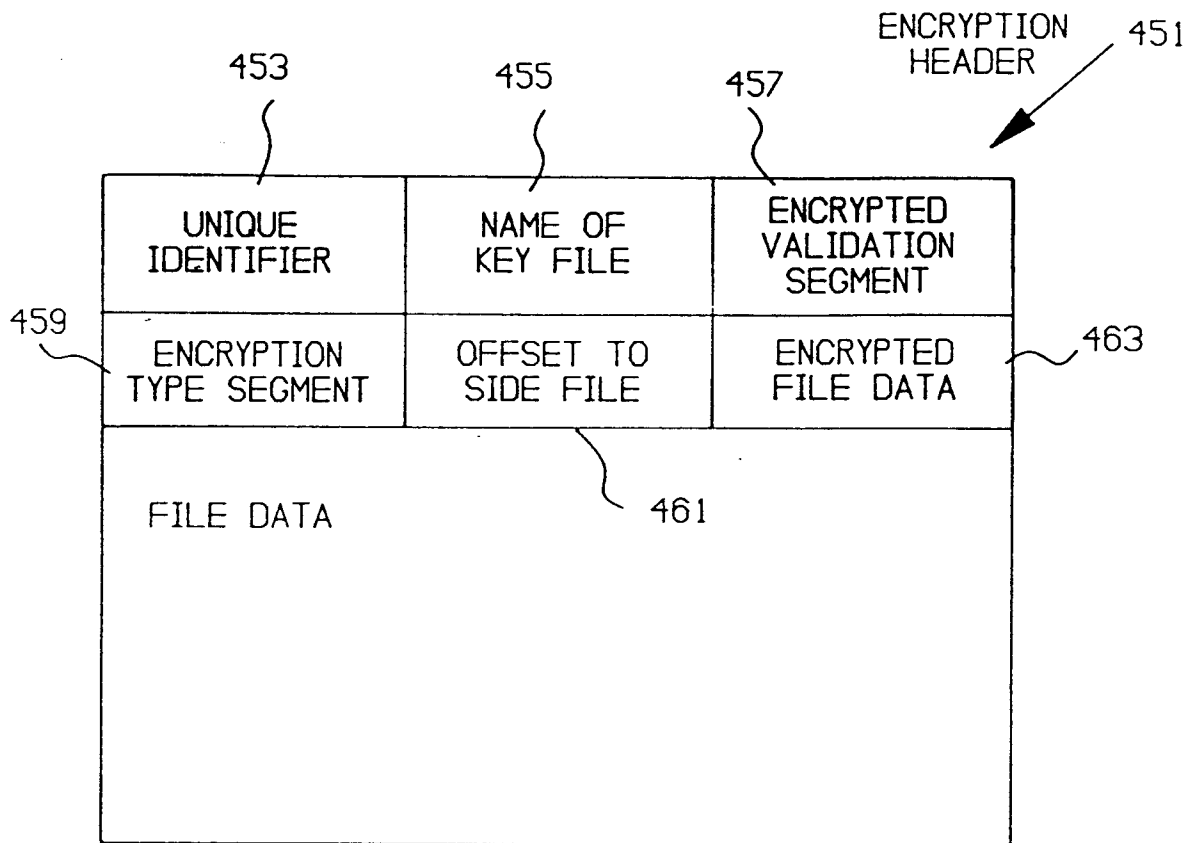 ENCRYPTION
HEADER
451
453
455
457
UNIQUE
IDENTIFIER
NAME OF
KEY FILE
ENCRYPTED
VALIDATION
SEGMENT
459
ENCRYPTION
TYPE SEGMENT
OFFSET TO
SIDE FILE
ENCRYPTED
FILE DATA
463
461
FILE DATA